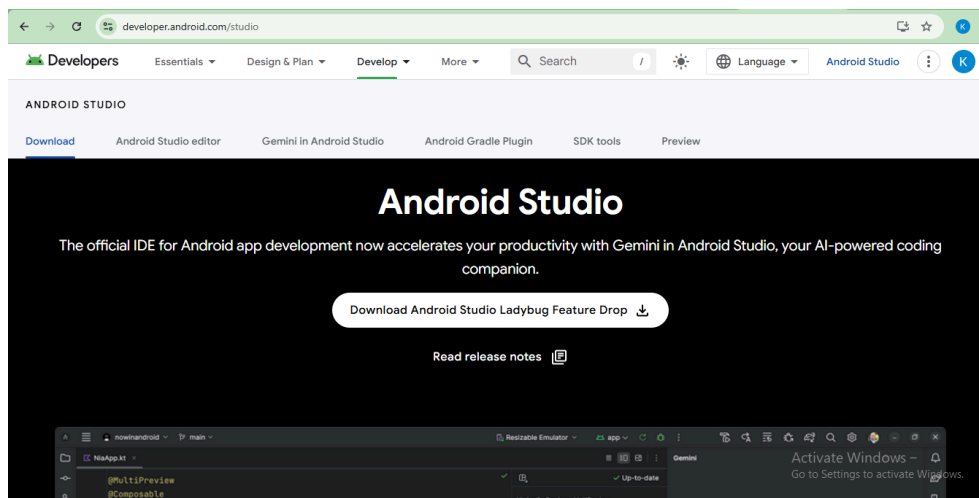 developer.android.com/studio
K
Developers
Essentials
Design & Plan
Develop
More
Search
/
Language
Android Studio
K
ANDROID STUDIO
Download
Android Studio editor
Gemini in Android Studio
Android Gradle Plugin
SDK tools
Preview
Android Studio
The official IDE for Android app development now accelerates your productivity with Gemini in Android Studio, your AI-powered coding
companion.
Download Android Studio Ladybug Feature Drop
Read release notes
A
nowinandroid
main
Resizable Emulator
app
NiaApp.kt
Gemini
Activate Windows
Up-to-date
Go to Settings to activate Windows.
@MultiPreview
@Composable